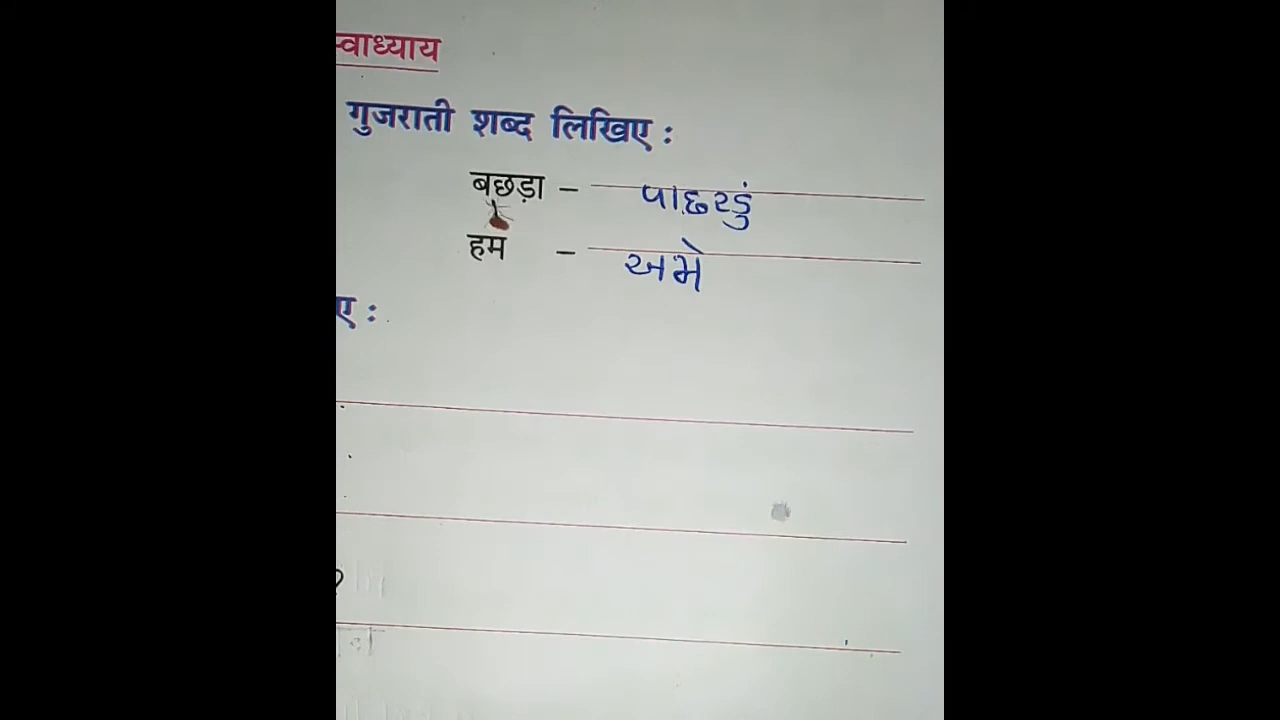 स्वाध्याय
गुजराती शब्द लिखिए :
बछड़ा – પાછરડું
हम – અમે
ए :